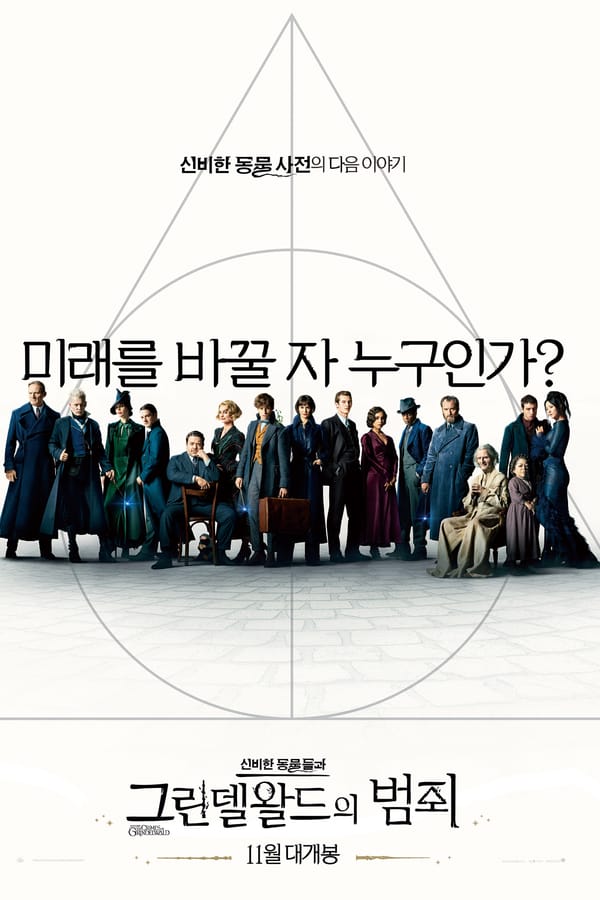 신비한 동물 사전의 다음 이야기
미래를 바꿀 자 누구인가?
신비한 동물들과
그린델왈드의 범죄
CRIMES
GRINDELWALD
11월 대개봉